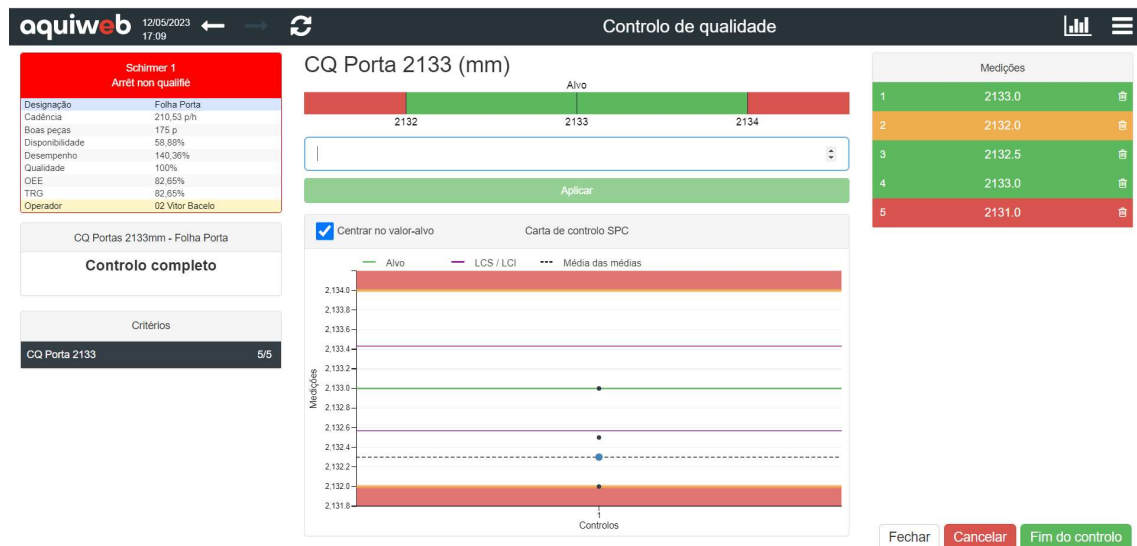 aquiweb 12/05/2023
17:09
Controlo de qualidade
Schirmer 1
Arrêt non qualifié
Designação Folha Porta
Cadência 210,53 p/h
Boas peças 175 p
Disponibilidade 58,88%
Desempenho 140,36%
Qualidade 100%
OEE 82,65%
TRG 82,65%
Operador 02 Vitor Bacelo
CQ Portas 2133mm - Folha Porta
Controlo completo
Critérios
CQ Porta 2133 5/5
CQ Porta 2133 (mm)
Alvo
2132 2133 2134
Aplicar
Centrar no valor-alvo Carta de controlo SPC
Alvo LCS / LCI Média das médias
Medições
2,134.0
2,133.8
2,133.6
2,133.4
2,133.2
2,133.0
2,132.8
2,132.6
2,132.4
2,132.2
2,132.0
2,131.8
1
Controlos
Medições
1 2133.0
2 2132.0
3 2132.5
4 2133.0
5 2131.0
Fechar Cancelar Fim do controlo